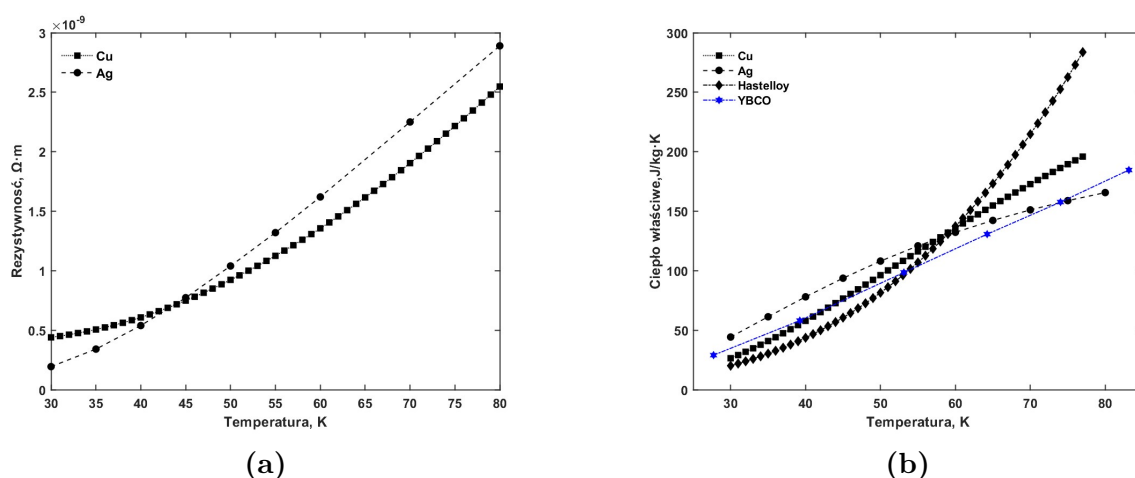 ×10⁻⁹
3
2.5
2
1.5
1
0.5
0
Rezystywność, Ω·m
Cu
Ag
30 35 40 45 50 55 60 65 70 75 80
Temperatura, K
(a)
300
250
200
150
100
50
0
Ciepło właściwe,J/kg·K
Cu
Ag
Hastelloy
YBCO
30 40 50 60 70 80
Temperatura, K
(b)